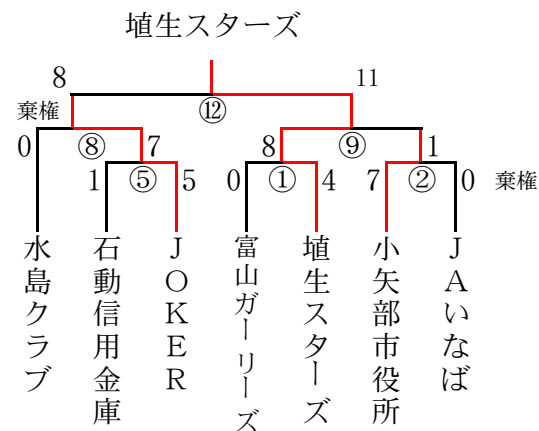 埴生スターズ
8
11
棄権
⑫
0
⑧
7
8
⑨
1
1
⑤
5
0
①
4
7
②
0
棄権
水島クラブ
石動信用金庫
JOKER
富山ガーリーズ
埴生スターズ
小矢部市役所
JAいなば